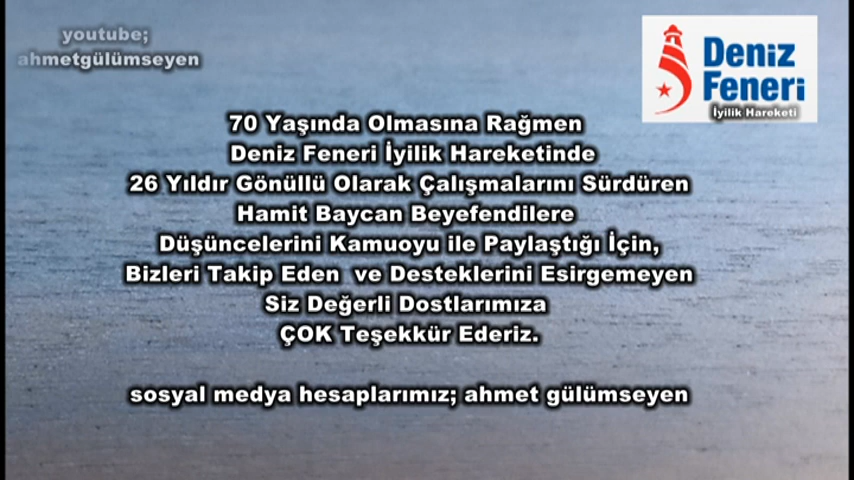 youtube;
ahmetgülümseyen
Deniz
Feneri
İyilik Hareketi
70 Yaşında Olmasına Rağmen
Deniz Feneri İyilik Hareketinde
26 Yıldır Gönüllü Olarak Çalışmalarını Sürdüren
Hamit Baycan Beyefendilere
Düşüncelerini Kamuoyu ile Paylaştığı İçin,
Bizleri Takip Eden ve Desteklerini Esirgemeyen
Siz Değerli Dostlarımıza
ÇOK Teşekkür Ederiz.
sosyal medya hesaplarımız; ahmet gülümseyen